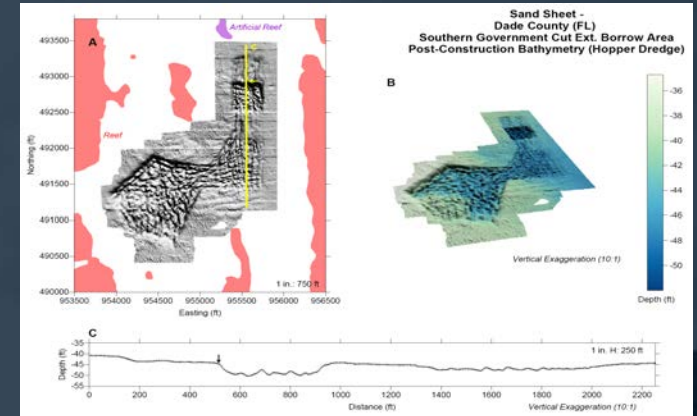 Sand Sheet -
Dade County (FL)
Southern Government Cut Ext. Borrow Area
Post-Construction Bathymetry (Hopper Dredge)
A
Artificial Reef
C
Reef
1 in.: 750 ft
Northing (ft)
493500
493000
492500
492000
491500
491000
490500
490000
953500 954000 954500 955000 955500 956000 956500
Easting (ft)
B
-36
-38
-40
-42
-44
-46
-48
-50
Vertical Exaggeration (10:1)
Depth (ft)
C
1 in. H: 250 ft
Depth (ft)
-35
-40
-45
-50
-55
0 200 400 600 800 1000 1200 1400 1600 1800 2000 2200
Distance (ft)
Vertical Exaggeration (10:1)